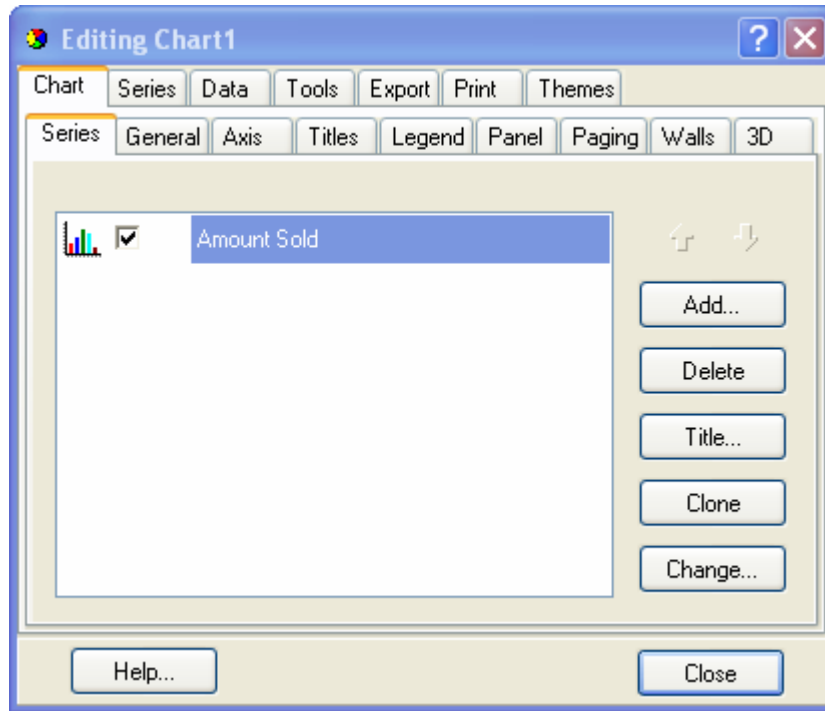 Editing Chart1
?
Chart Series Data Tools Export Print Themes
Series General Axis Titles Legend Panel Paging Walls 3D
Amount Sold
Add...
Delete
Title...
Clone
Change...
Help... Close